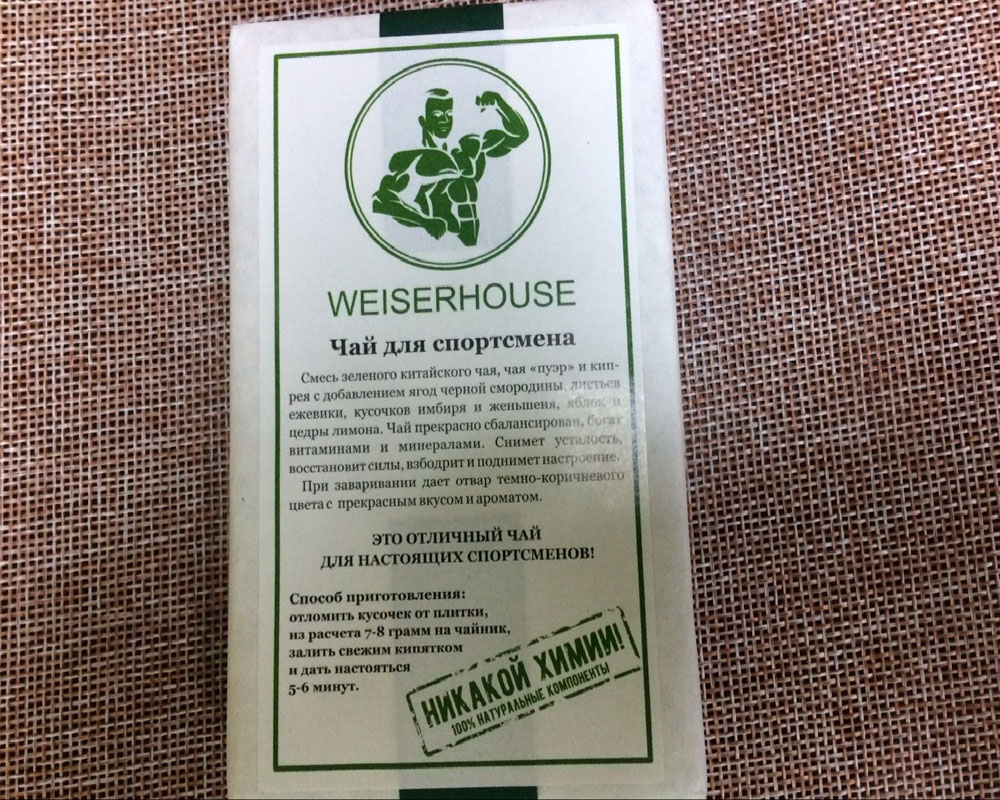 WEISERHOUSE
Чай для спортсмена
Смесь зеленого китайского чая, чая «пуэр» и кип-
рея с добавлением ягод черной смородины, листьев
ежевики, кусочков имбиря и женьшеня, яблок и
цедры лимона. Чай прекрасно сбалансирован, богат
витаминами и минералами. Снимет усталость,
восстановит силы, взбодрит и поднимет настроение.
При заваривании дает отвар темно-коричневого
цвета с прекрасным вкусом и ароматом.
ЭТО ОТЛИЧНЫЙ ЧАЙ
ДЛЯ НАСТОЯЩИХ СПОРТСМЕНОВ!
Способ приготовления:
отломить кусочек от плитки,
из расчета 7-8 грамм на чайник,
залить свежим кипятком
и дать настояться
5-6 минут.
НИКАКОЙ ХИМИИ!
100% НАТУРАЛЬНЫЕ КОМПОНЕНТЫ